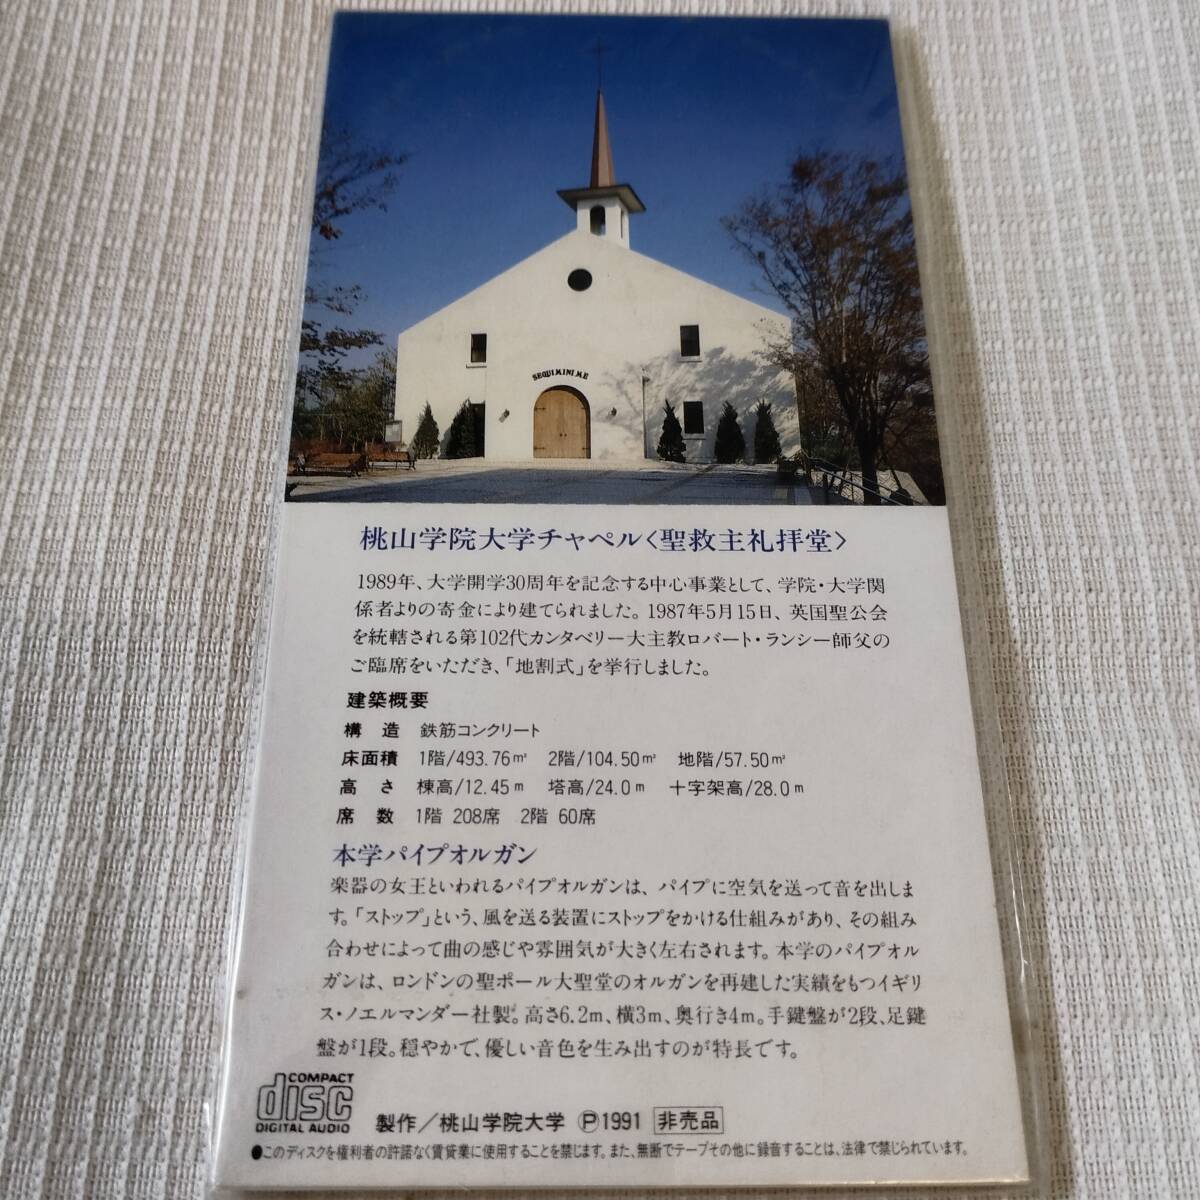 SEQUIMINI ME
桃山学院大学チャペル〈聖救主礼拝堂〉
1989年、大学開学30周年を記念する中心事業として、学院・大学関
係者よりの寄金により建てられました。1987年5月15日、英国聖公会
を統轄される第102代カンタベリー大主教ロバート・ランシー師父の
ご臨席をいただき、「地割式」を挙行しました。
建築概要
構 造 鉄筋コンクリート
床面積 1階/493.76㎡ 2階/104.50㎡ 地階/57.50㎡
高 さ 棟高/12.45m 塔高/24.0m 十字架高/28.0m
席 数 1階 208席 2階 60席
本学パイプオルガン
楽器の女王といわれるパイプオルガンは、パイプに空気を送って音を出しま
す。「ストップ」という、風を送る装置にストップをかける仕組みがあり、その組み
合わせによって曲の感じや雰囲気が大きく左右されます。本学のパイプオル
ガンは、ロンドンの聖ポール大聖堂のオルガンを再建した実績をもつイギリ
ス・ノエルマンダー社製。高さ6.2m、横3m、奥行き4m。手鍵盤が2段、足鍵
盤が1段。穏やかで、優しい音色を生み出すのが特長です。
COMPACT
disc
DIGITAL AUDIO
製作／桃山学院大学 Ⓟ1991 非売品
●このディスクを権利者の許諾なく賃貸業に使用することを禁じます。また、無断でテープその他に録音することは、法律で禁じられています。